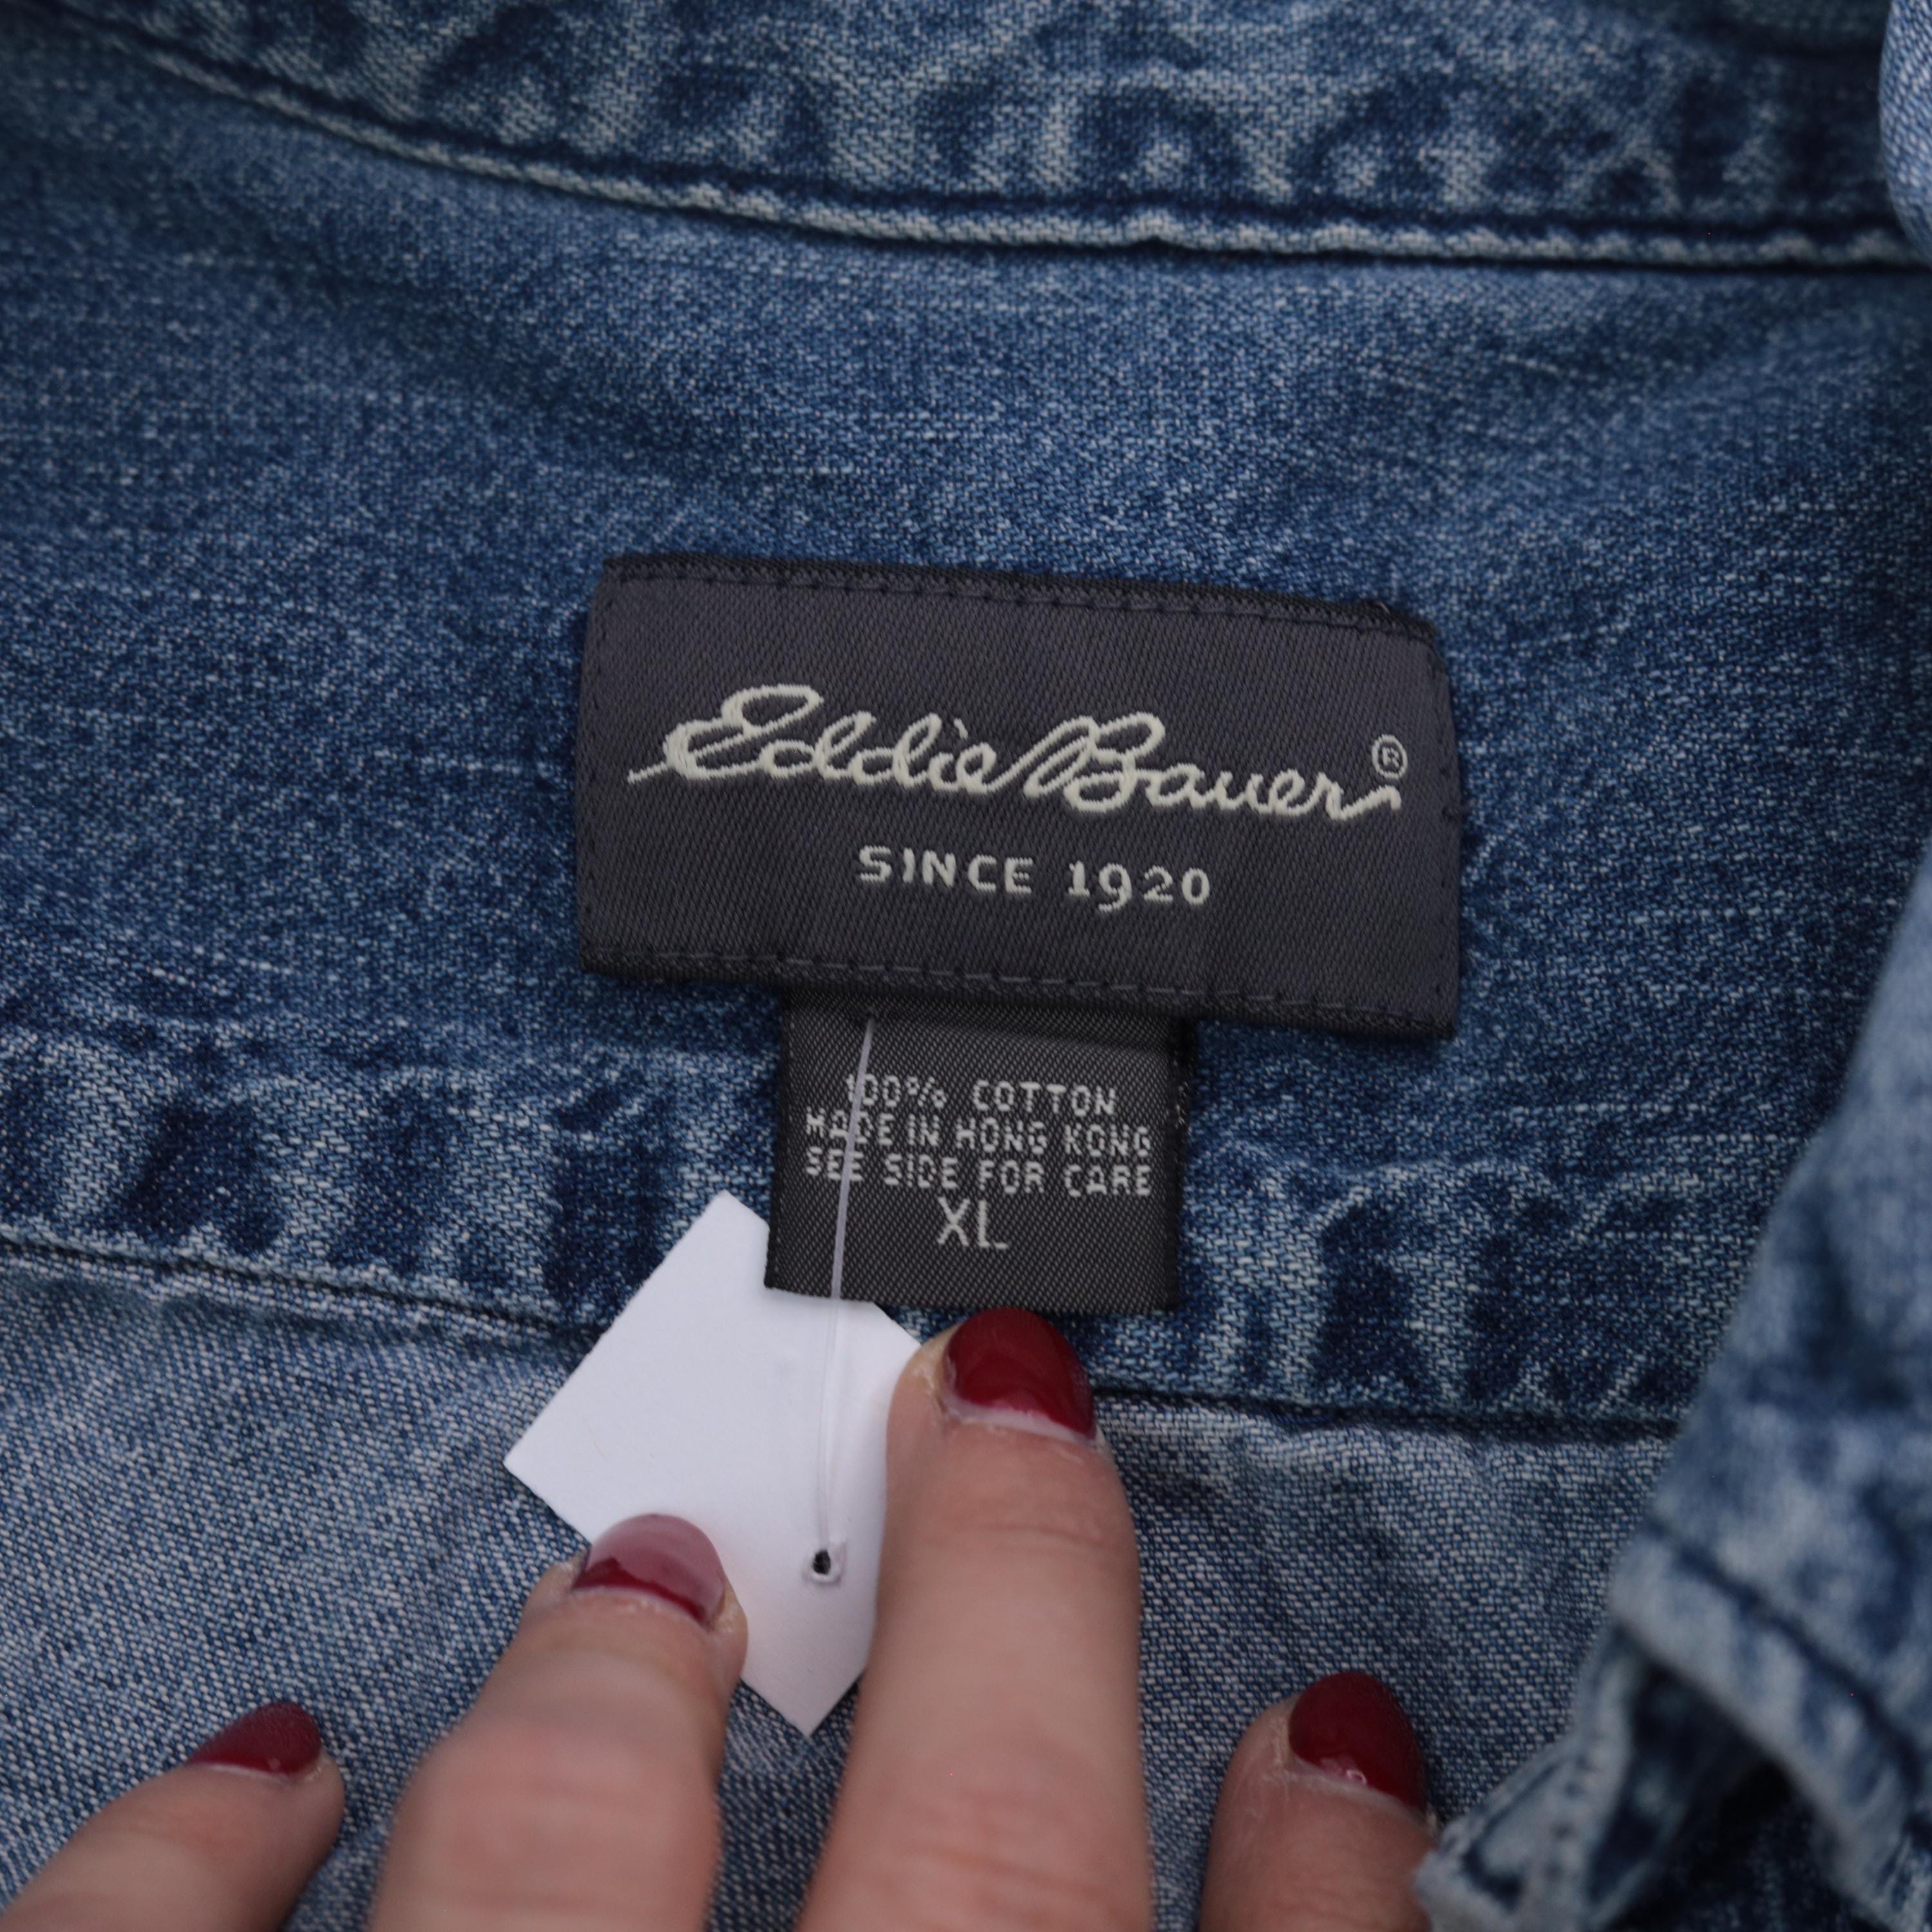 Eddie Bauer®
SINCE 1920
100% COTTON
MADE IN HONG KONG
SEE SIDE FOR CARE
XL